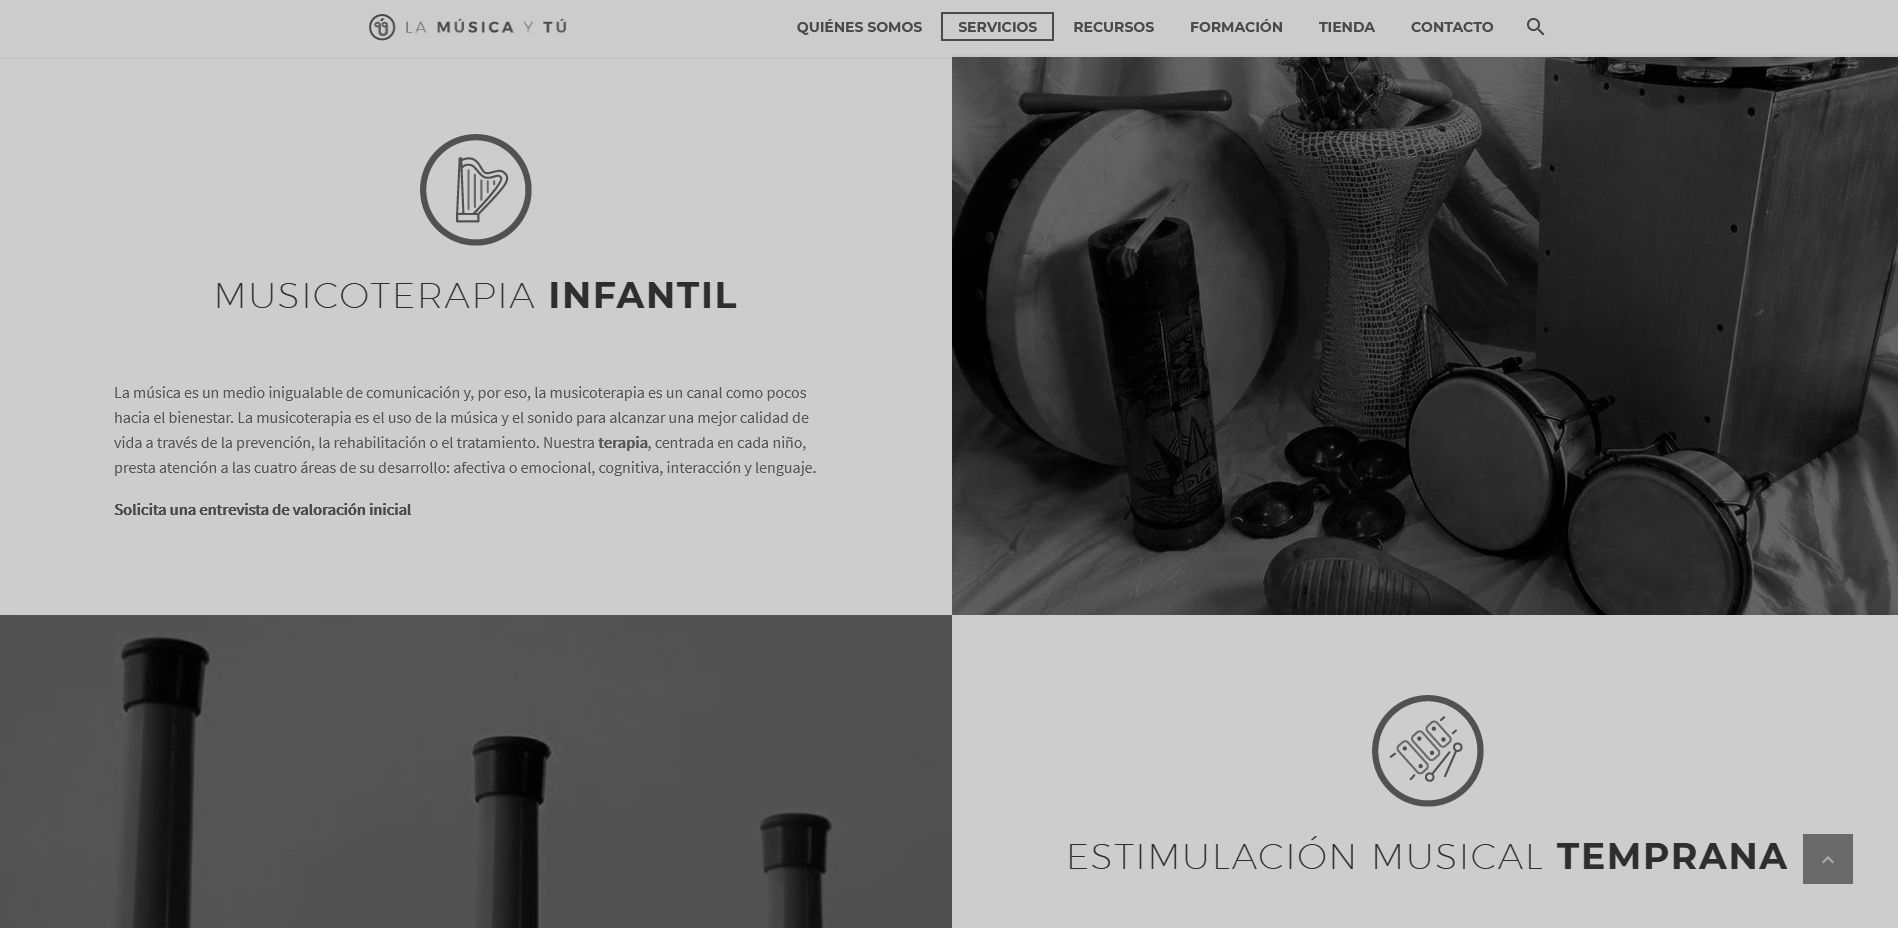 LA MÚSICA Y TÚ
QUIÉNES SOMOS
SERVICIOS
RECURSOS
FORMACIÓN
TIENDA
CONTACTO
MUSICOTERAPIA INFANTIL
La música es un medio inigualable de comunicación y, por eso, la musicoterapia es un canal como pocos
hacia el bienestar. La musicoterapia es el uso de la música y el sonido para alcanzar una mejor calidad de
vida a través de la prevención, la rehabilitación o el tratamiento. Nuestra terapia, centrada en cada niño,
presta atención a las cuatro áreas de su desarrollo: afectiva o emocional, cognitiva, interacción y lenguaje.
Solicita una entrevista de valoración inicial
ESTIMULACIÓN MUSICAL TEMPRANA